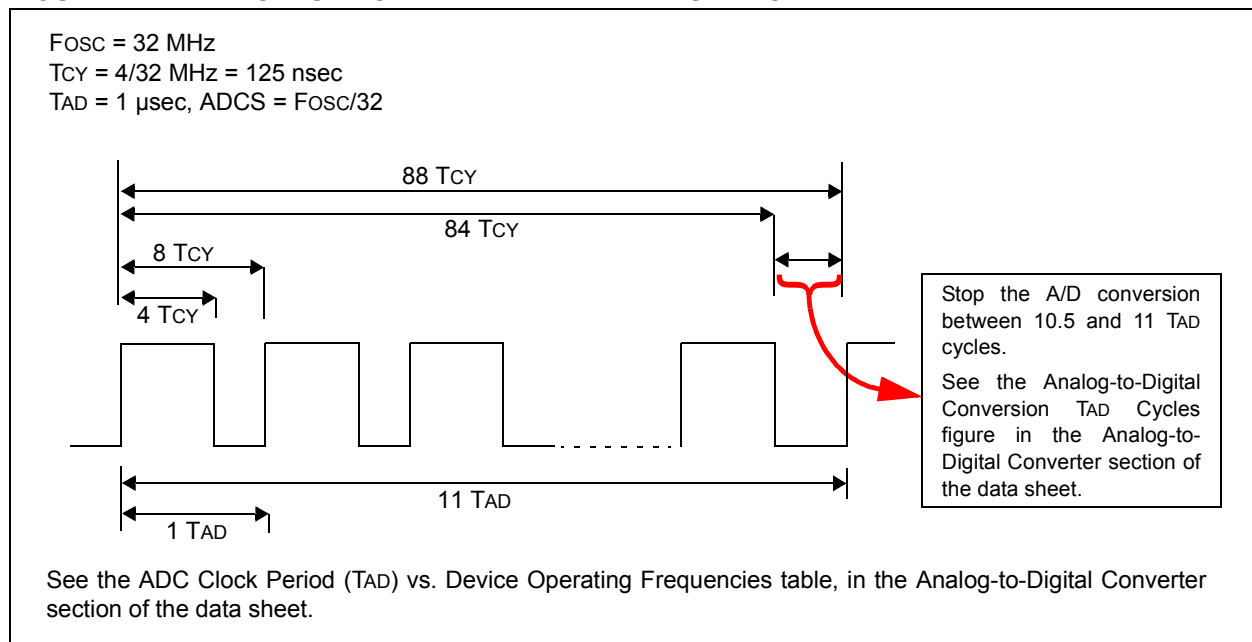 FOSC = 32 MHz
TCY = 4/32 MHz = 125 nsec
TAD = 1 µsec, ADCS = FOSC/32
88 TCY
84 TCY
8 TCY
4 TCY
Stop the A/D conversion
between 10.5 and 11 TAD
cycles.
See the Analog-to-Digital
Conversion TAD Cycles
figure in the Analog-to-
Digital Converter section of
the data sheet.
11 TAD
1 TAD
See the ADC Clock Period (TAD) vs. Device Operating Frequencies table, in the Analog-to-Digital Converter
section of the data sheet.